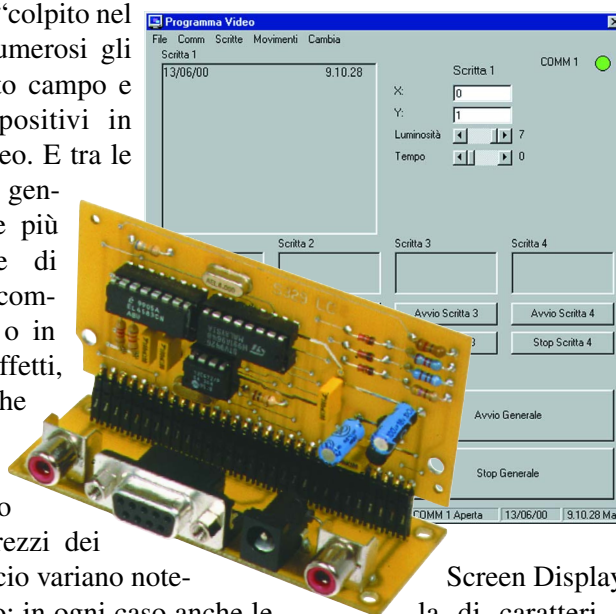 “colpito nel
umerosi gli
to campo e
positivi in
eo. E tra le
gen-
e più
e di
com-
o in
ffetti,
he
o
rezzi dei
cio variano note-
o: in ogni caso anche le
Screen Display
la di caratteri
Programma Video
File Comm Scritte Movimenti Cambia
Scritta 1
13/06/00 9.10.28
Scritta 1
COMM 1
X: 0
Y: 1
Luminosità 7
Tempo 0
Scritta 2 Scritta 3 Scritta 4
Avvio Scritta 3 Avvio Scritta 4
3 Stop Scritta 4
Avvio Generale
Stop Generale
COMM 1 Aperta 13/06/00 9.10.28 Ma